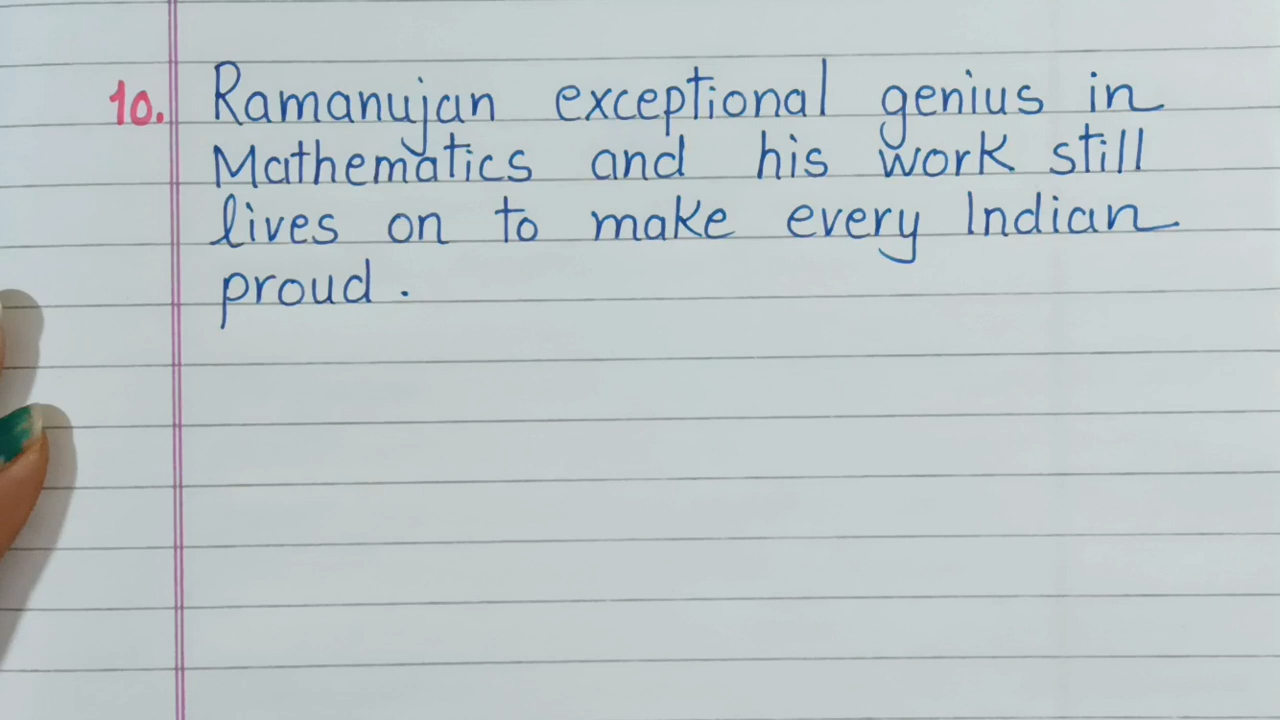 10. Ramanujan exceptional genius in
Mathematics and his work still
lives on to make every Indian
proud.